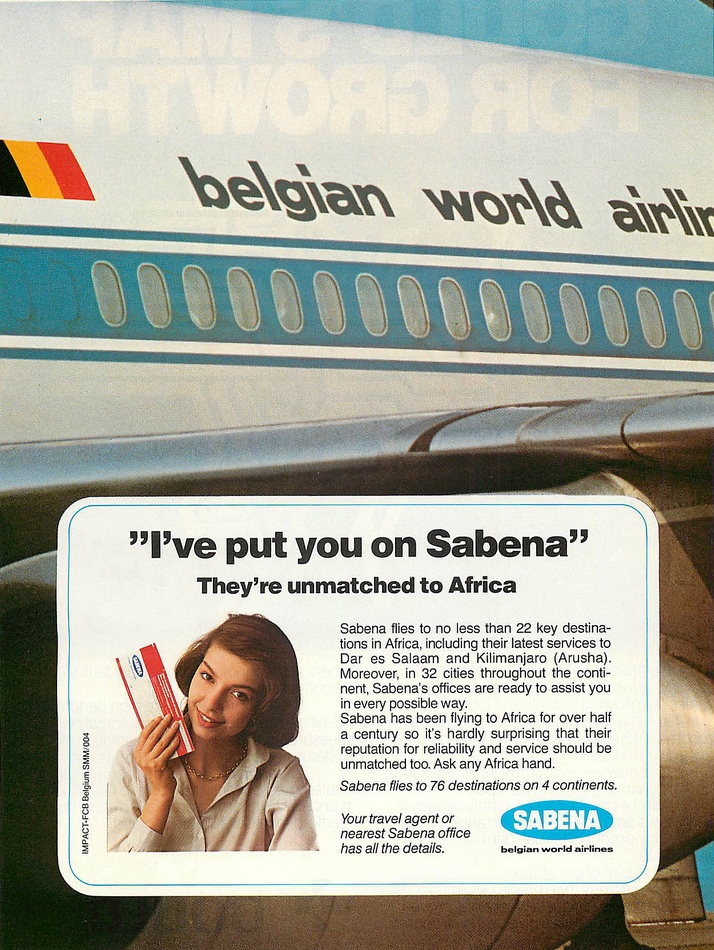 belgian world airlin
"I've put you on Sabena"
They're unmatched to Africa
Sabena flies to no less than 22 key destina-
tions in Africa, including their latest services to
Dar es Salaam and Kilimanjaro (Arusha).
Moreover, in 32 cities throughout the conti-
nent, Sabena's offices are ready to assist you
in every possible way.
Sabena has been flying to Africa for over half
a century so it's hardly surprising that their
reputation for reliability and service should be
unmatched too. Ask any Africa hand.
Sabena flies to 76 destinations on 4 continents.
Your travel agent or
nearest Sabena office
has all the details.
SABENA
belgian world airlines
IMPACT-FCB Belgium SMM/004